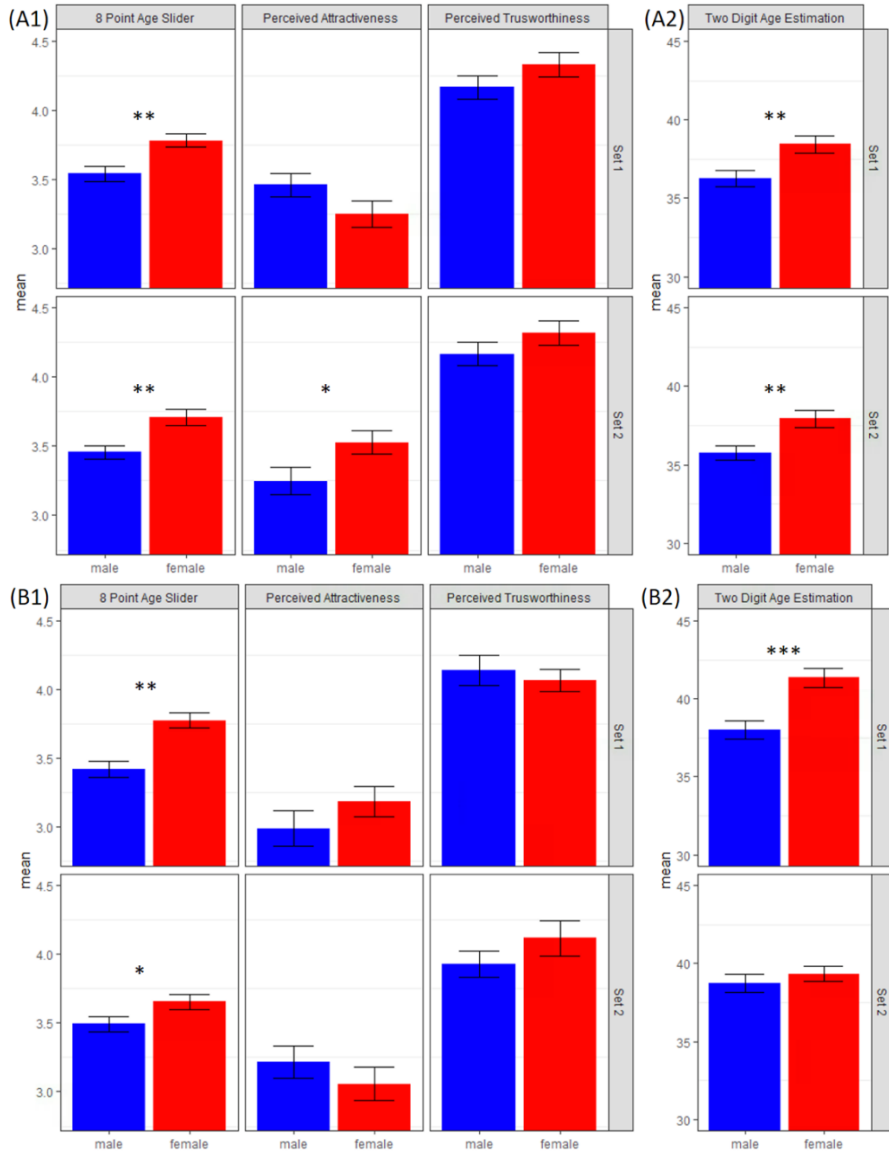 (A1) 8 Point Age Slider Perceived Attractiveness Perceived Trusworthiness (A2) Two Digit Age Estimation
4.5 45
** **
4.0 40
Set 1 Set 1
3.5 35
3.0 30
mean mean
4.5 45
** * **
4.0 40
Set 2 Set 2
3.5 35
3.0 30
male female male female male female male female
(B1) 8 Point Age Slider Perceived Attractiveness Perceived Trusworthiness (B2) Two Digit Age Estimation
4.5 45
** ***
4.0 40
Set 1 Set 1
3.5 35
3.0 30
mean mean
4.5 45
*
4.0 40
Set 2 Set 2
3.5 35
3.0 30
male female male female male female male female